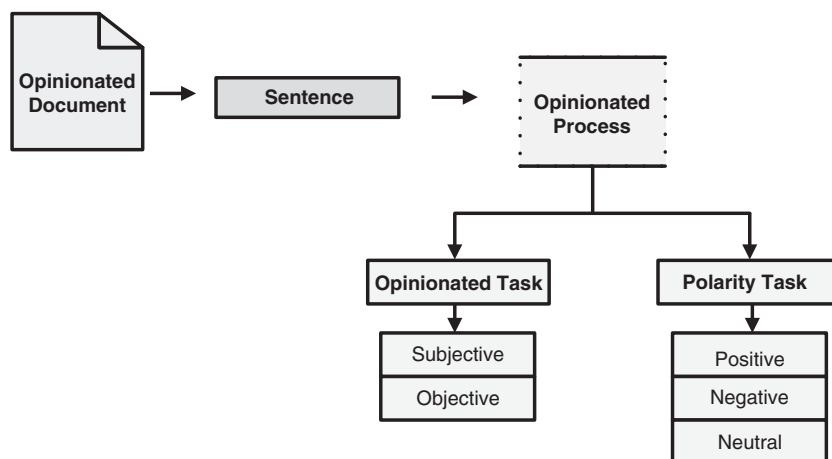 Opinionated
Document
Sentence
Opinionated
Process
Opinionated Task
Polarity Task
Subjective
Objective
Positive
Negative
Neutral